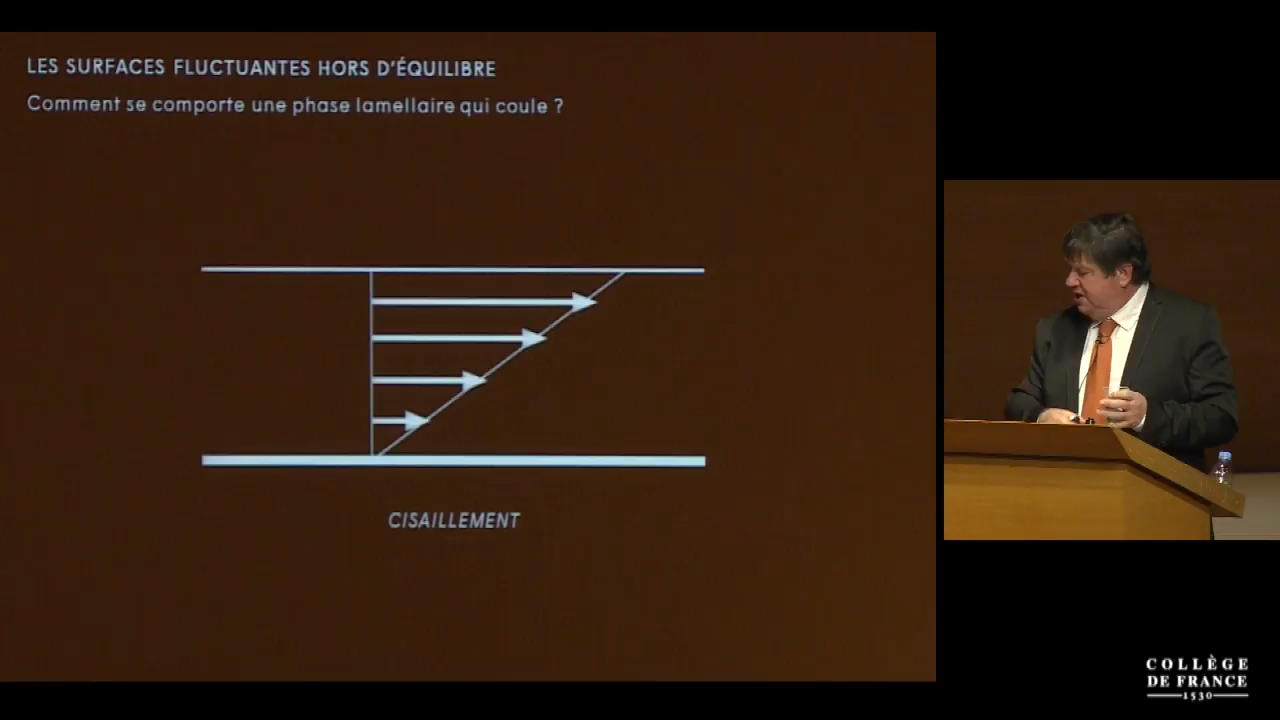 LES SURFACES FLUCTUANTES HORS D'ÉQUILIBRE
Comment se comporte une phase lamellaire qui coule ?
CISAILLEMENT
COLLÈGE
DE FRANCE
1530